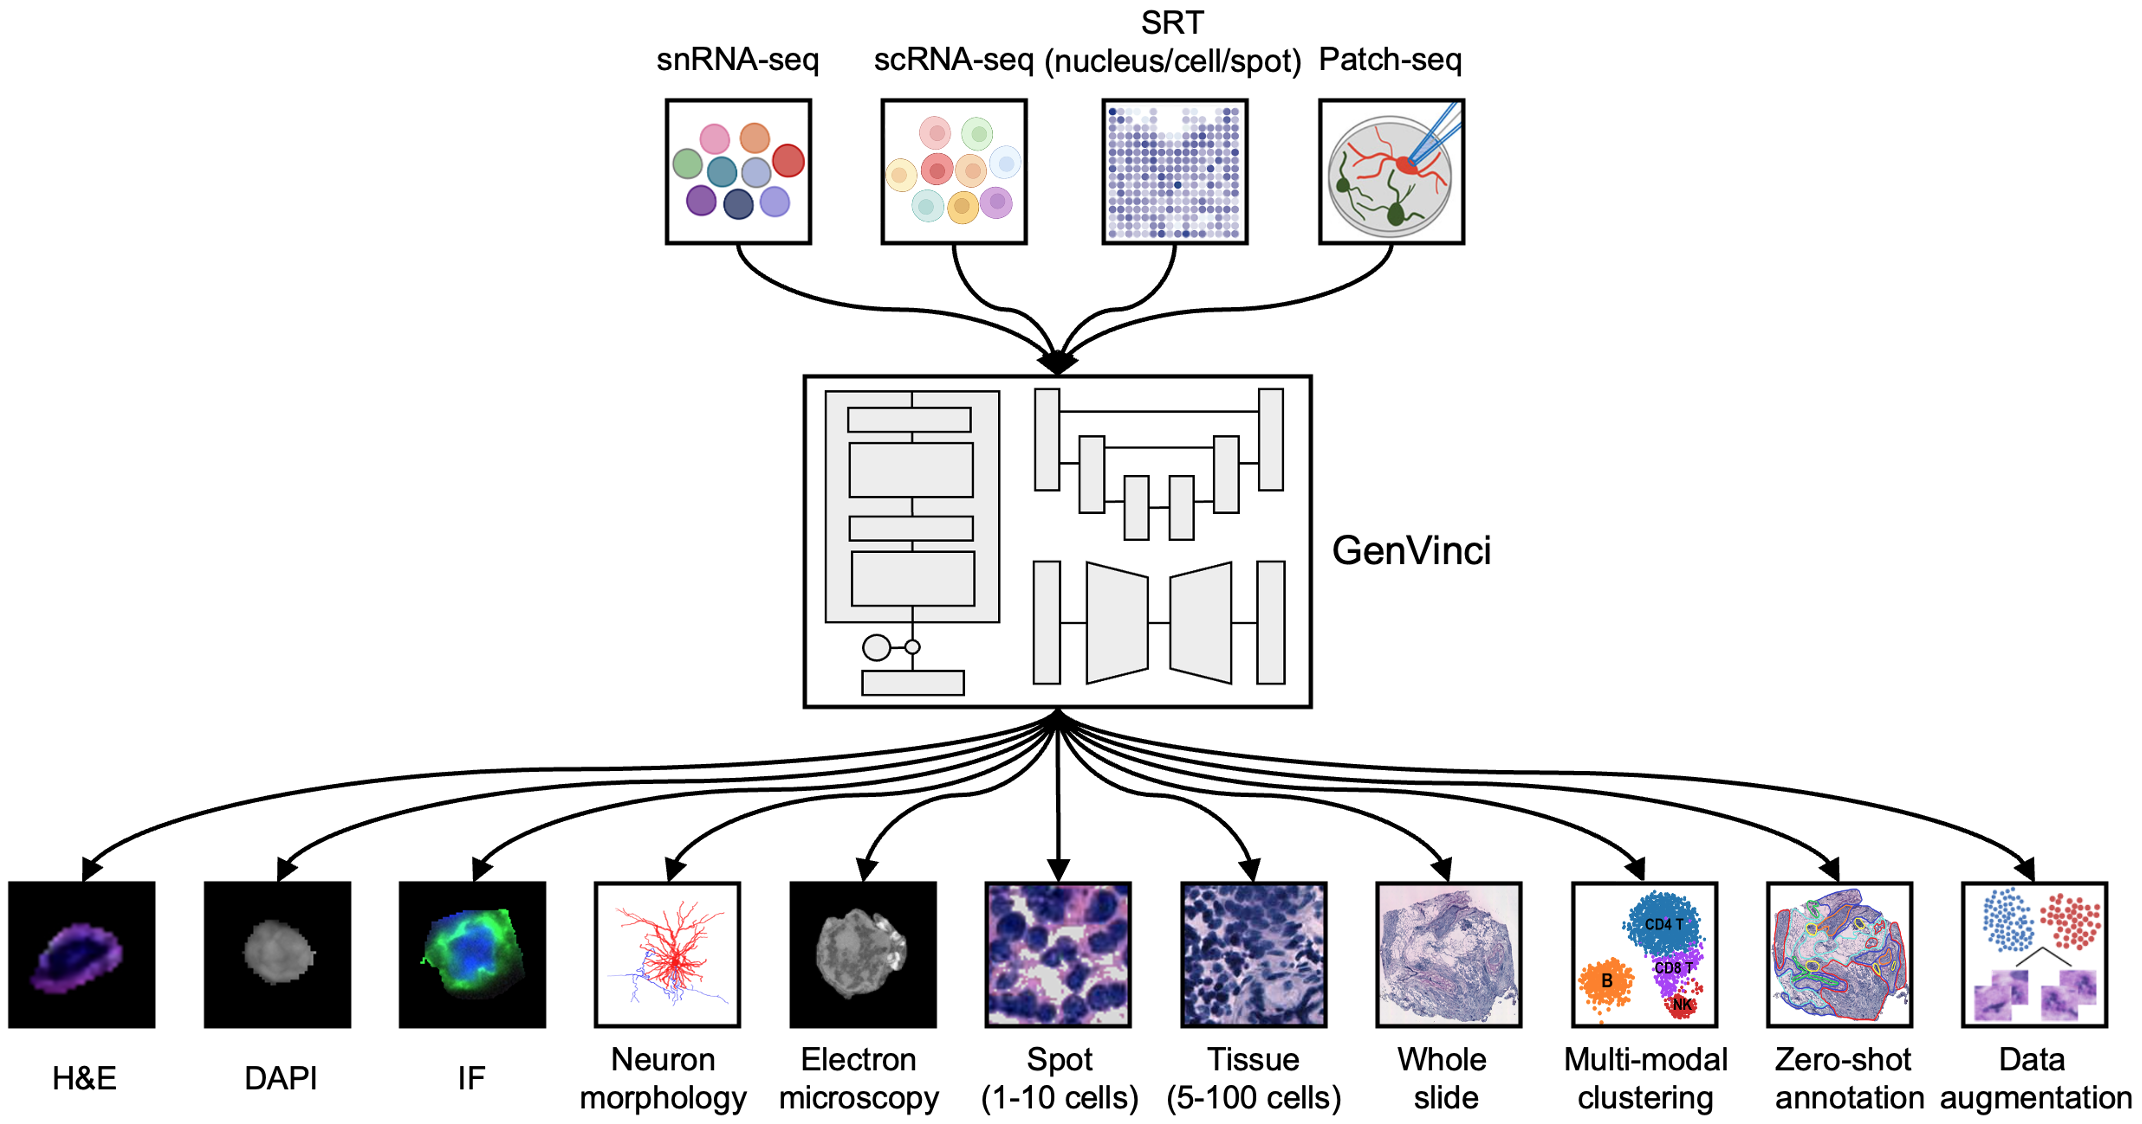 SRT
snRNA-seq
scRNA-seq
(nucleus/cell/spot)
Patch-seq
GenVinci
CD4 T
CD8 T
B
NK
H&E
DAPI
IF
Neuron
morphology
Electron
microscopy
Spot
(1-10 cells)
Tissue
(5-100 cells)
Whole
slide
Multi-modal
clustering
Zero-shot
annotation
Data
augmentation